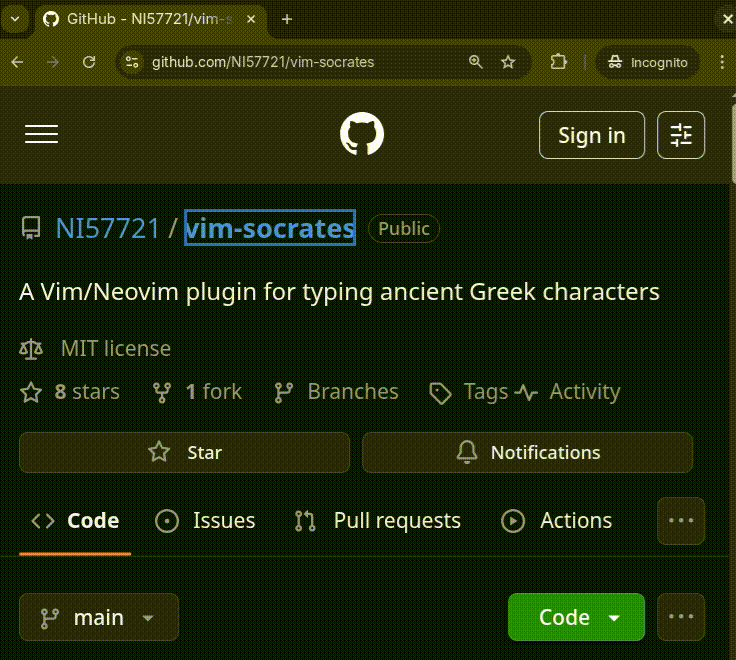 GitHub - NI57721/vim-s
github.com/NI57721/vim-socrates
Incognito
Sign in
NI57721 / vim-socrates Public
A Vim/Neovim plugin for typing ancient Greek characters
MIT license
8 stars 1 fork Branches Tags Activity
Star Notifications
Code Issues Pull requests Actions
main Code